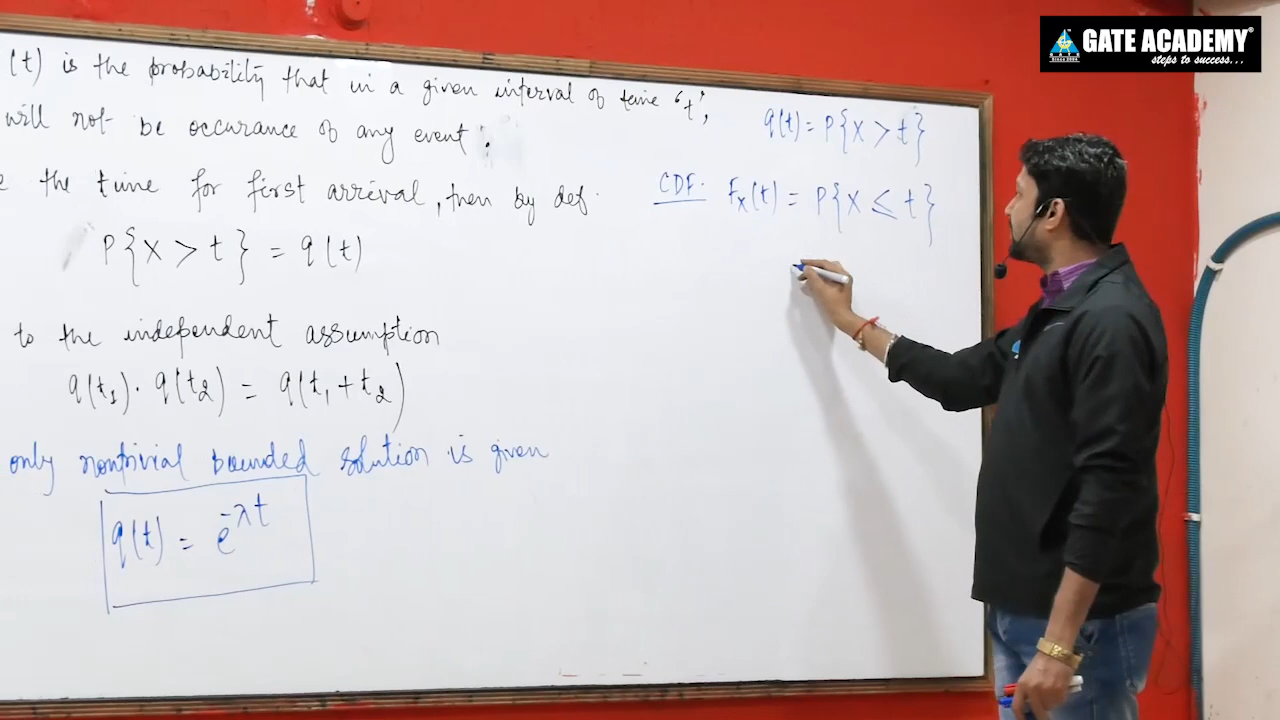 GATE ACADEMY®
steps to success...
(t) is the probability that in a given interval of time 't',
will not be occurance of any event.
the time for first arrival, then by def.
P{X > t} = q(t)
to the independent assumption
q(t₁). q(t₂) = q(t₁ + t₂)
only nontrivial bounded solution is given
q(t) = e^-λt
q(t) = P{X > t}
CDF. Fₓ(t) = P{X ≤ t}